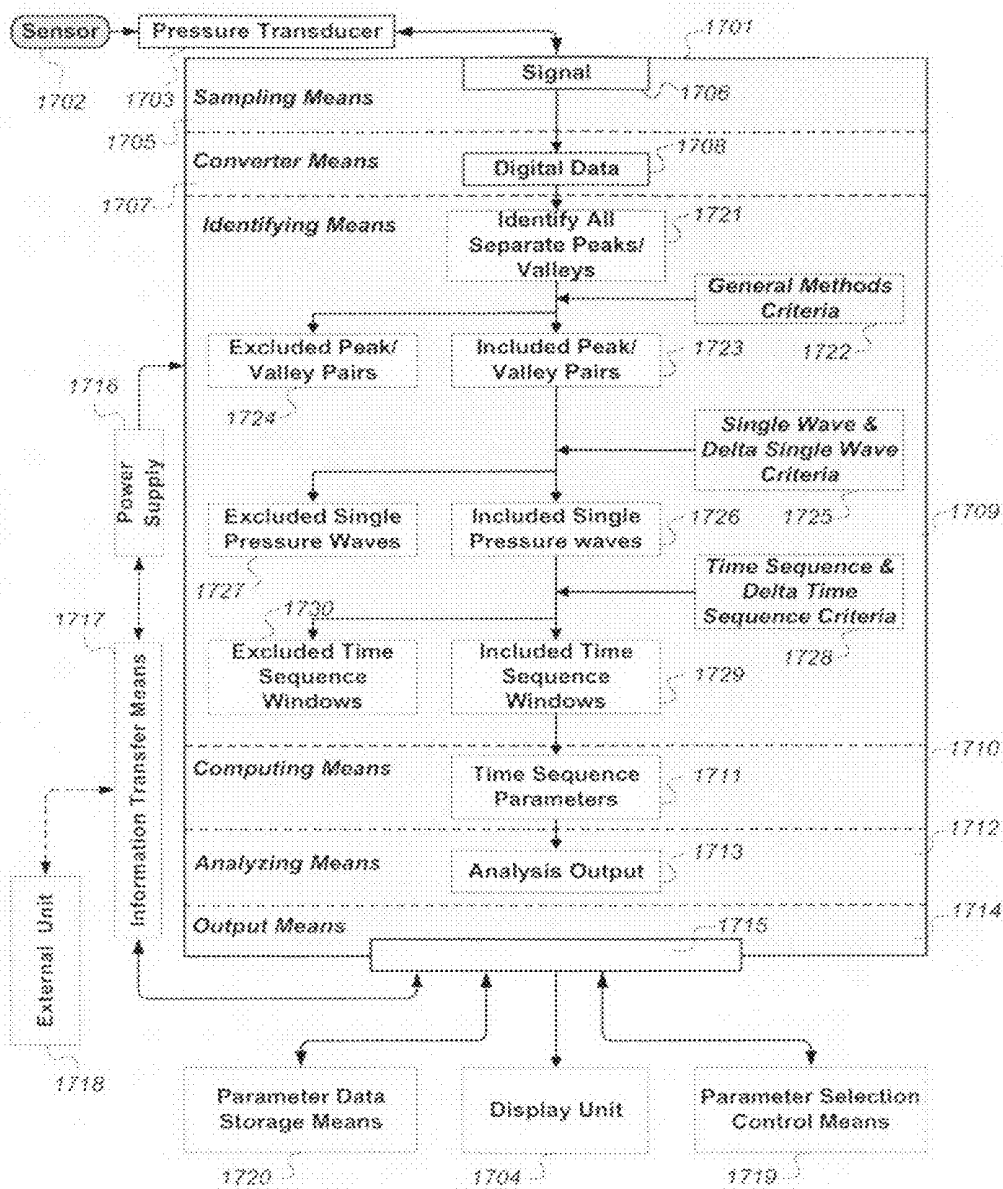 Sensor
Pressure Transducer
1701
1702
1703
Signal
1706
Sampling Means
1705
Converter Means
1708
Digital Data
1707
Identifying Means
1721
Identify All
Separate Peaks/
Valleys
General Methods
Criteria
1722
Excluded Peak/
Valley Pairs
Included Peak/
Valley Pairs
1723
1716
1724
Single Wave &
Delta Single Wave
Criteria
Power
Supply
Excluded Single
Pressure Waves
Included Single
Pressure waves
1726
1725
1709
1727
Time Sequence &
Delta Time
Sequence Criteria
1730
1717
Excluded Time
Sequence
Windows
Included Time
Sequence
Windows
1729
1728
Information Transfer Means
1710
Computing Means
Time Sequence
Parameters
1711
1712
Analyzing Means
1713
Analysis Output
External Unit
1714
Output Means
1715
1718
Parameter Data
Storage Means
Display Unit
Parameter Selection
Control Means
1720
1704
1719